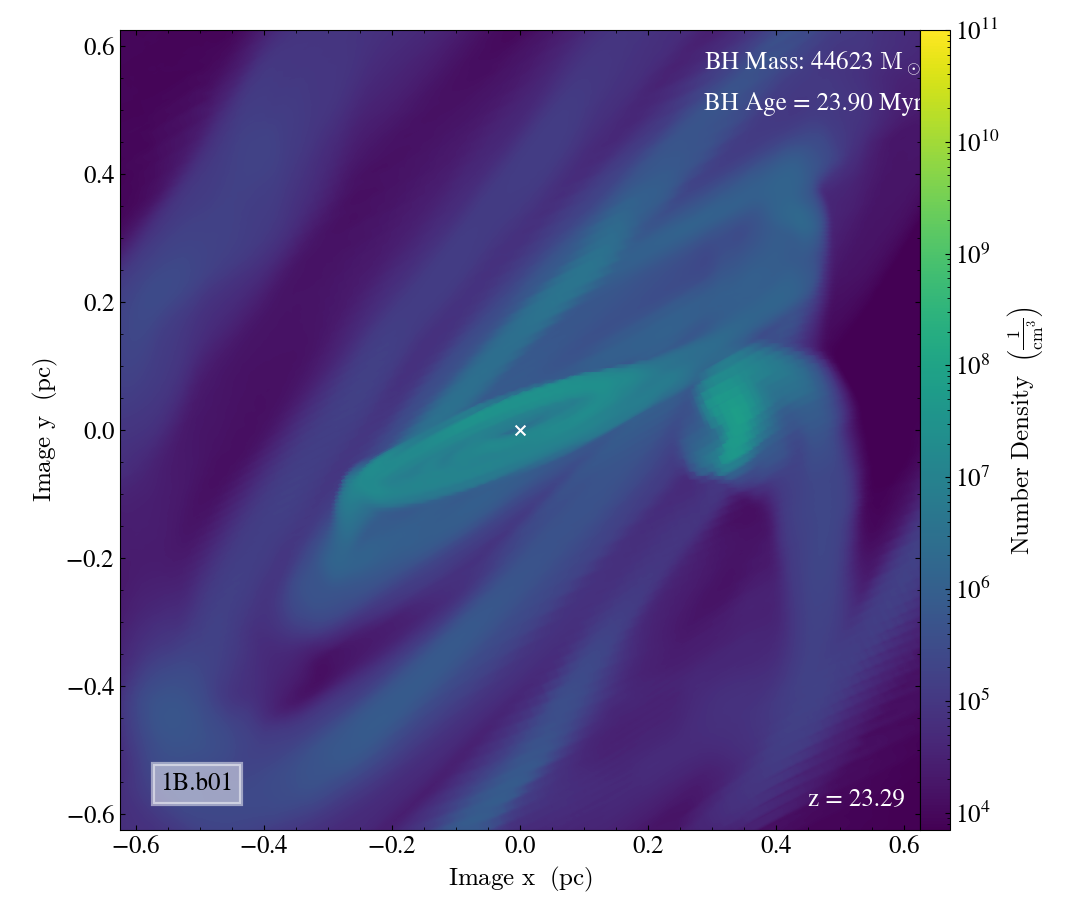 BH Mass: 44623 M⊙
BH Age = 23.90 Myr
1B.b01
z = 23.29
0.6
0.4
0.2
0.0
−0.2
−0.4
−0.6
Image y (pc)
−0.6 −0.4 −0.2 0.0 0.2 0.4 0.6
Image x (pc)
10¹¹
10¹⁰
10⁹
10⁸
10⁷
10⁶
10⁵
10⁴
Number Density (1/cm³)